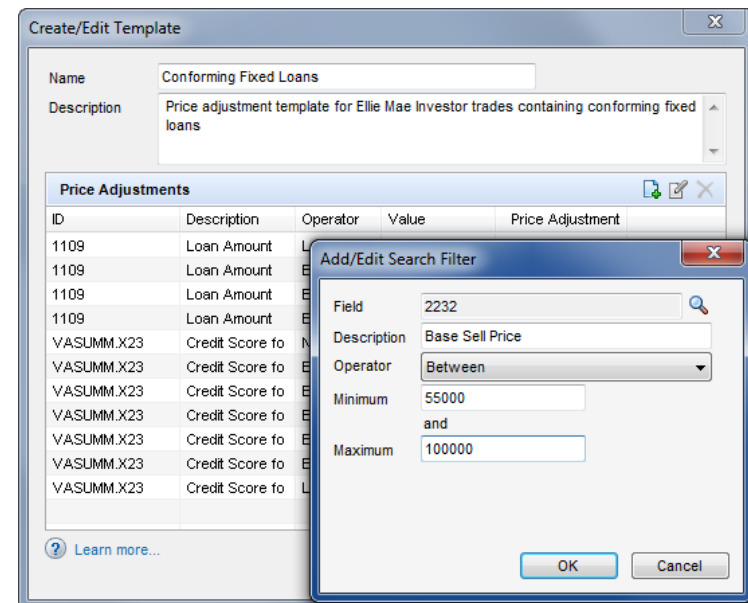 Create/Edit Template
Name Conforming Fixed Loans
Description Price adjustment template for Ellie Mae Investor trades containing conforming fixed
loans
Price Adjustments
ID Description Operator Value Price Adjustment
1109 Loan Amount L
1109 Loan Amount E
1109 Loan Amount E
1109 Loan Amount E
VASUMM.X23 Credit Score fo N
VASUMM.X23 Credit Score fo E
VASUMM.X23 Credit Score fo E
VASUMM.X23 Credit Score fo E
VASUMM.X23 Credit Score fo E
VASUMM.X23 Credit Score fo E
VASUMM.X23 Credit Score fo L
Learn more...
Add/Edit Search Filter
Field 2232
Description Base Sell Price
Operator Between
Minimum 55000
and
Maximum 100000
OK Cancel